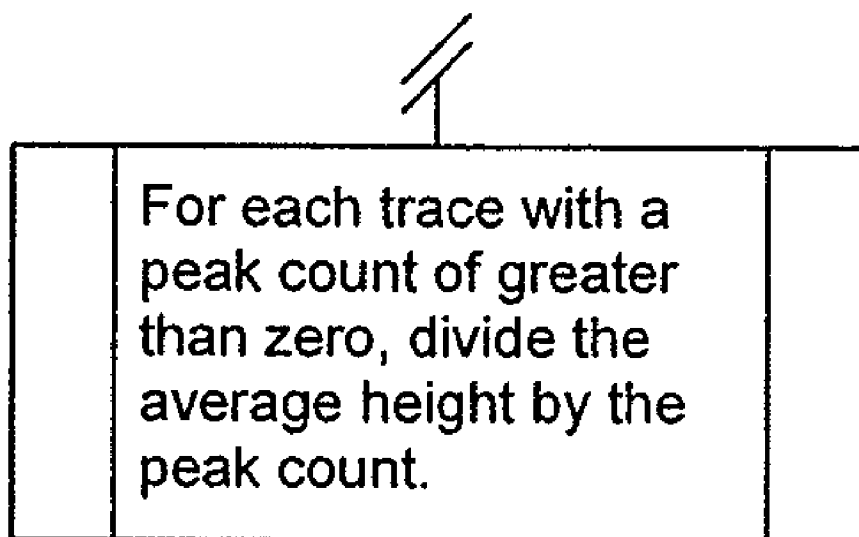 For each trace with a
peak count of greater
than zero, divide the
average height by the
peak count.